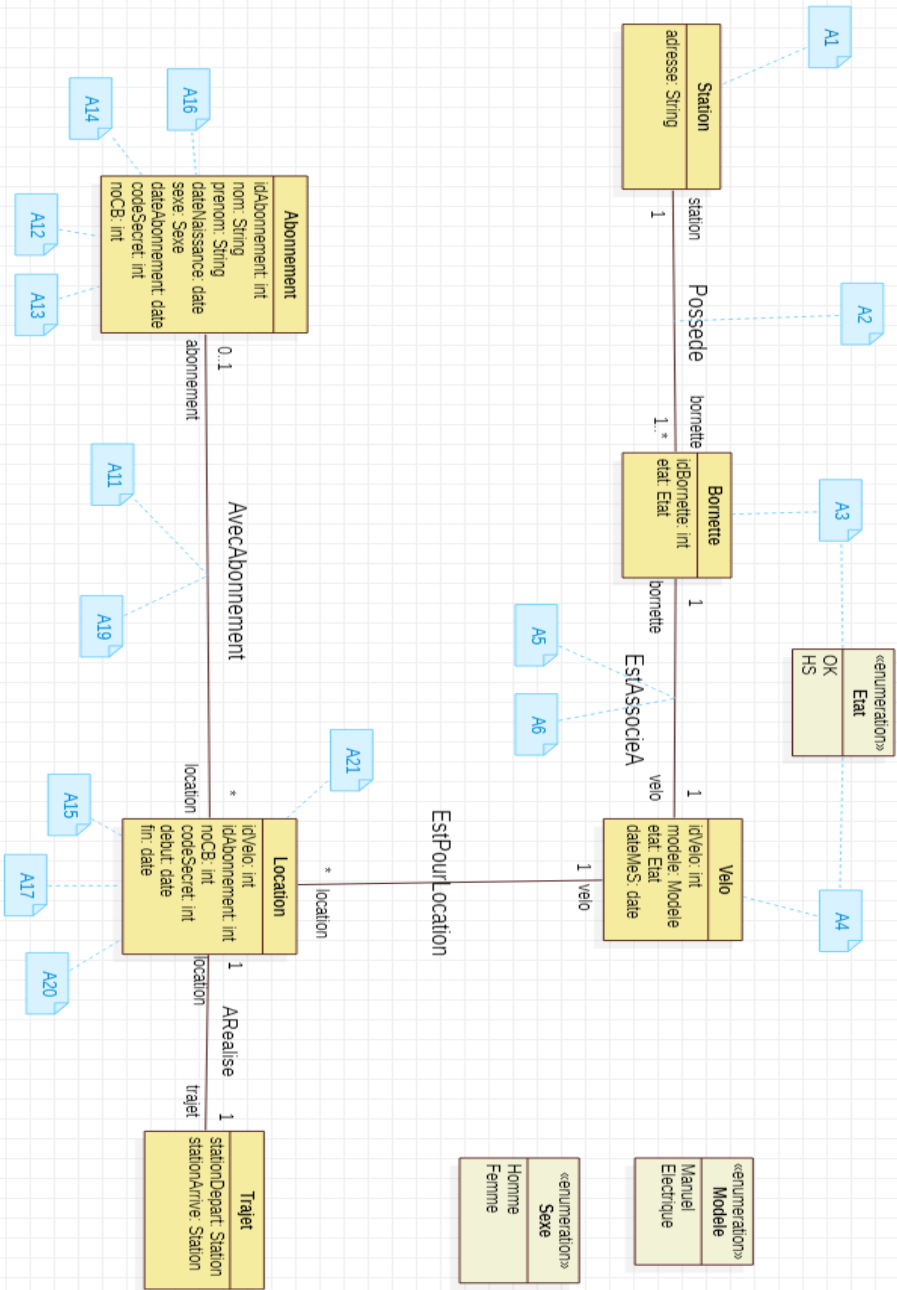 A1
A2
A3
A4
«enumeration»
Etat
OK
HS
Station
adresse: String
station
1
Possede
bornette
1..*
Bornette
idBornette: int
etat: Etat
1
bornette
EstAssocieA
A5
A6
1
velo
Velo
idVelo: int
modele: Modele
etat: Etat
dateMeS: date
«enumeration»
Modele
Manuel
Electrique
«enumeration»
Sexe
Homme
Femme
1
velo
EstPourLocation
*
location
A16
A14
A12
A13
Abonnement
idAbonnement: int
nom: String
prenom: String
dateNaissance: date
sexe: Sexe
dateAbonnement: date
codeSecret: int
noCB: int
0..1
abonnement
AvecAbonnement
A11
A19
*
location
A21
A15
A17
A20
Location
idVelo: int
idAbonnement: int
noCB: int
codeSecret: int
debut: date
fin: date
1
location
ARealise
1
trajet
Trajet
stationDepart: Station
stationArrive: Station